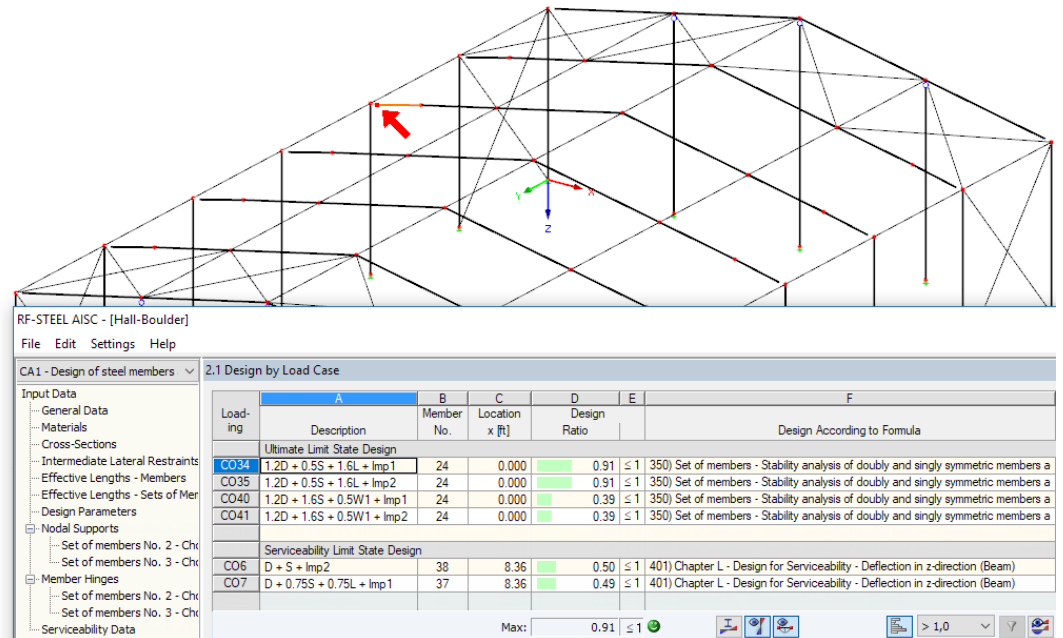 X
Y
Z
RF-STEEL AISC - [Hall-Boulder]
File Edit Settings Help
CA1 - Design of steel members
2.1 Design by Load Case
Input Data
General Data
Materials
Cross-Sections
Intermediate Lateral Restraints
Effective Lengths - Members
Effective Lengths - Sets of Mer
Design Parameters
Nodal Supports
Set of members No. 2 - Cho
Set of members No. 3 - Cho
Member Hinges
Set of members No. 2 - Cho
Set of members No. 3 - Cho
Serviceability Data
A B C D E F
Load- Member Location Design
ing Description No. x [ft] Ratio Design According to Formula
Ultimate Limit State Design
CO34 1.2D + 0.5S + 1.6L + Imp1 24 0.000 0.91 ≤ 1 350) Set of members - Stability analysis of doubly and singly symmetric members a
CO35 1.2D + 0.5S + 1.6L + Imp2 24 0.000 0.91 ≤ 1 350) Set of members - Stability analysis of doubly and singly symmetric members a
CO40 1.2D + 1.6S + 0.5W1 + Imp1 24 0.000 0.39 ≤ 1 350) Set of members - Stability analysis of doubly and singly symmetric members a
CO41 1.2D + 1.6S + 0.5W1 + Imp2 24 0.000 0.39 ≤ 1 350) Set of members - Stability analysis of doubly and singly symmetric members a
Serviceability Limit State Design
CO6 D + S + Imp2 38 8.36 0.50 ≤ 1 401) Chapter L - Design for Serviceability - Deflection in z-direction (Beam)
CO7 D + 0.75S + 0.75L + Imp1 37 8.36 0.49 ≤ 1 401) Chapter L - Design for Serviceability - Deflection in z-direction (Beam)
Max: 0.91 ≤ 1 > 1,0